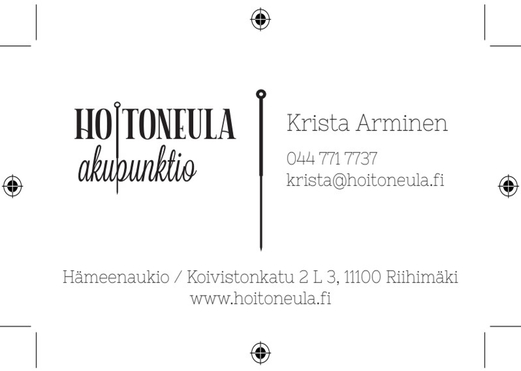 HOITONEULA
akupunktio
Krista Arminen
044 771 7737
krista@hoitoneula.fi
Hämeenaukio / Koivistonkatu 2 L 3, 11100 Riihimäki
www.hoitoneula.fi